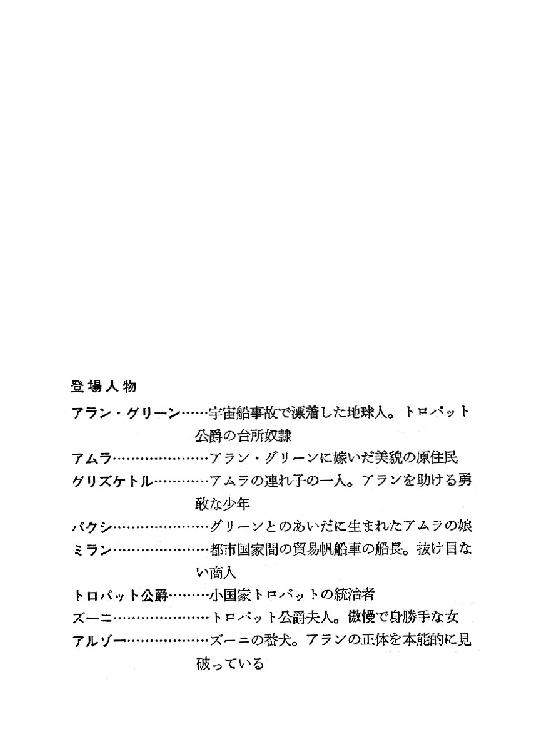 登場人物
アラン・グリーン……宇宙船事故で漂着した地球人。トロパット
公爵の台所奴隷
アムラ…………………アラン・グリーンに嫁いだ美貌の原住民
グリズケトル…………アムラの連れ子の一人。アランを助ける勇
敢な少年
パクシ…………………グリーンとのあいだに生まれたアムラの娘
ミラン…………………都市国家間の貿易帆船車の船長。抜け目な
い商人
トロパット公爵………小国家トロパットの統治者
ズーニ…………………トロパット公爵夫人。傲慢で身勝手な女
アルゾー………………ズーニの番犬。アランの正体を本能的に見
破っている